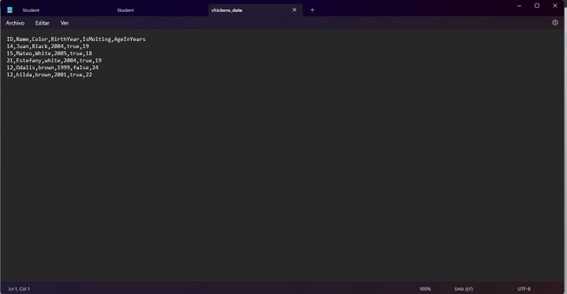 Student
Student
chickens_data
Archivo Editar Ver
ID,Name,Color,BirthYear,IsMolting,AgeInYears
14,Juan,Black,2004,true,19
15,Mateo,White,2005,true,18
21,Estefany,white,2004,true,19
12,Odalis,brown,1999,false,24
12,hilda,brown,2001,true,22
Ln 1, Col 1
100%
Unix (LF)
UTF-8